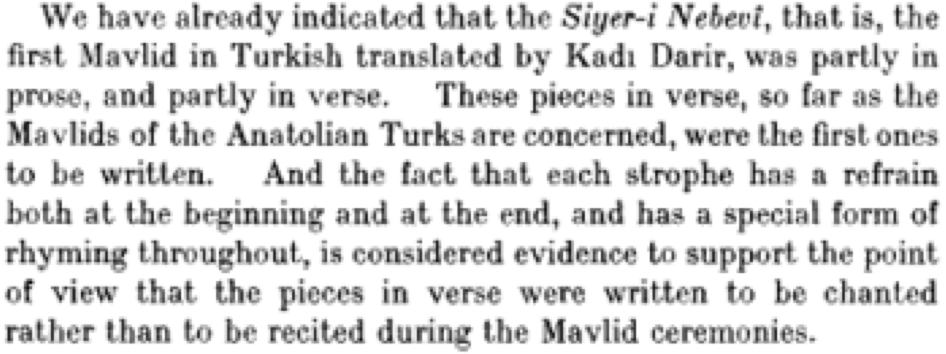 We have already indicated that the Siyer-i Nebevî, that is, the
first Mavlid in Turkish translated by Kadı Darir, was partly in
prose, and partly in verse. These pieces in verse, so far as the
Mavlids of the Anatolian Turks are concerned, were the first ones
to be written. And the fact that each strophe has a refrain
both at the beginning and at the end, and has a special form of
rhyming throughout, is considered evidence to support the point
of view that the pieces in verse were written to be chanted
rather than to be recited during the Mavlid ceremonies.